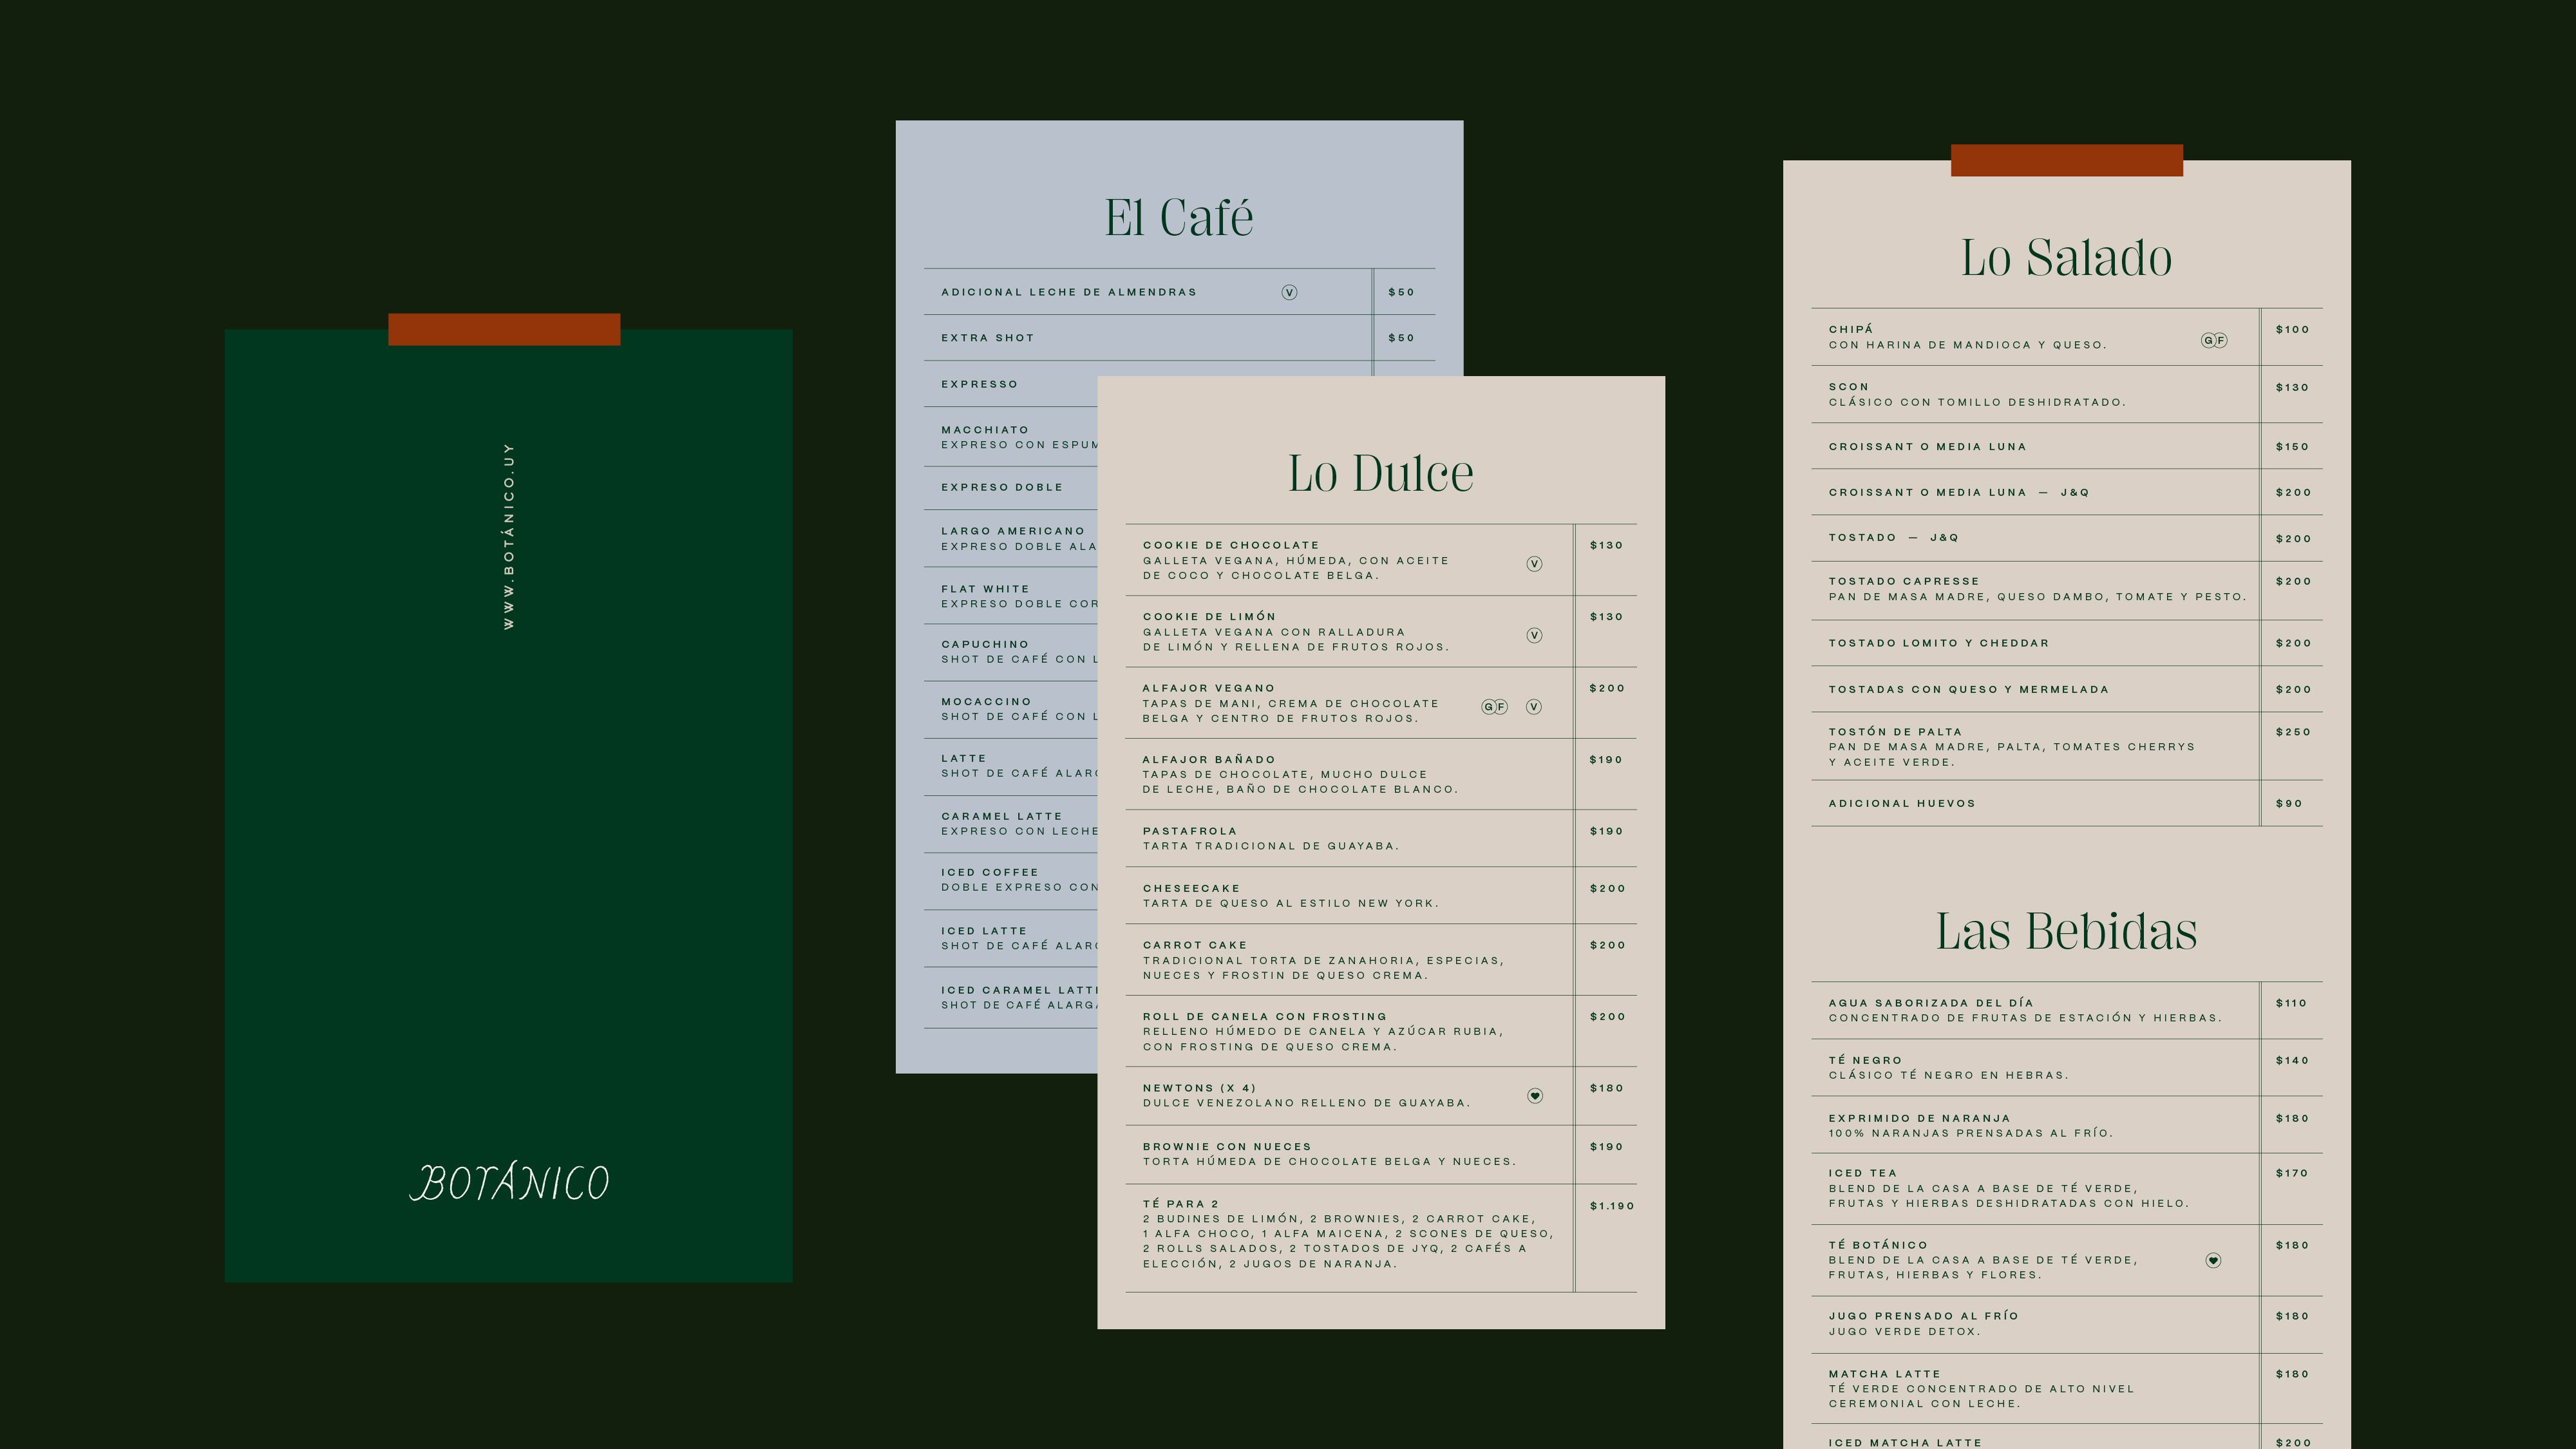 WWW.BOTÁNICO.UY
BOTÁNICO
El Café
ADICIONAL LECHE DE ALMENDRAS V $50
EXTRA SHOT $50
EXPRESSO
MACCHIATO
EXPRESO CON
EXPRESO DOBLE
LARGO AMERICANO
EXPRESO DOBLE
FLAT WHITE
EXPRESO DOBLE
CAPUCHINO
SHOT DE CAFÉ CON
MOCACCINO
SHOT DE CAFÉ CON
LATTE
SHOT DE CAFÉ
CARAMEL LATTE
EXPRESO CON LECHE
ICED COFFEE
DOBLE EXPRESO CON
ICED LATTE
SHOT DE CAFÉ
ICED CARAMEL
SHOT DE CAFÉ
Lo Dulce
COOKIE DE CHOCOLATE $130
GALLETA VEGANA, HÚMEDA, CON ACEITE V
DE COCO Y CHOCOLATE BELGA.
COOKIE DE LIMÓN $130
GALLETA VEGANA CON RALLADURA V
DE LIMÓN Y RELLENA DE FRUTOS ROJOS.
ALFAJOR VEGANO $200
TAPAS DE MANI, CREMA DE CHOCOLATE GF V
BELGA Y CENTRO DE FRUTOS ROJOS.
ALFAJOR BAÑADO $190
TAPAS DE CHOCOLATE, MUCHO DULCE
DE LECHE, BAÑO DE CHOCOLATE BLANCO.
PASTAFROLA $190
TARTA TRADICIONAL DE GUAYABA.
CHESEECAKE $200
TARTA DE QUESO AL ESTILO NEW YORK.
CARROT CAKE $200
TRADICIONAL TORTA DE ZANAHORIA, ESPECIAS,
NUECES Y FROSTIN DE QUESO CREMA.
ROLL DE CANELA CON FROSTING $200
RELLENO HÚMEDO DE CANELA Y AZÚCAR RUBIA,
CON FROSTING DE QUESO CREMA.
NEWTONS (X 4) $180
DULCE VENEZOLANO RELLENO DE GUAYABA.
BROWNIE CON NUECES $190
TORTA HÚMEDA DE CHOCOLATE BELGA Y NUECES.
TÉ PARA 2 $1.190
2 BUDINES DE LIMÓN, 2 BROWNIES, 2 CARROT CAKE,
1 ALFA CHOCO, 1 ALFA MAICENA, 2 SCONES DE QUESO,
2 ROLLS SALADOS, 2 TOSTADOS DE JYQ, 2 CAFÉS A
ELECCIÓN, 2 JUGOS DE NARANJA.
Lo Salado
CHIPÁ $100
CON HARINA DE MANDIOCA Y QUESO. GF
SCON $130
CLÁSICO CON TOMILLO DESHIDRATADO.
CROISSANT O MEDIA LUNA $150
CROISSANT O MEDIA LUNA — J&Q $200
TOSTADO — J&Q $200
TOSTADO CAPRESSE $200
PAN DE MASA MADRE, QUESO DAMBO, TOMATE Y PESTO.
TOSTADO LOMITO Y CHEDDAR $200
TOSTADAS CON QUESO Y MERMELADA $200
TOSTÓN DE PALTA $250
PAN DE MASA MADRE, PALTA, TOMATES CHERRYS
Y ACEITE VERDE.
ADICIONAL HUEVOS $90
Las Bebidas
AGUA SABORIZADA DEL DÍA $110
CONCENTRADO DE FRUTAS DE ESTACIÓN Y HIERBAS.
TÉ NEGRO $140
CLÁSICO TÉ NEGRO EN HEBRAS.
EXPRIMIDO DE NARANJA $180
100% NARANJAS PRENSADAS AL FRÍO.
ICED TEA $170
BLEND DE LA CASA A BASE DE TÉ VERDE,
FRUTAS Y HIERBAS DESHIDRATADAS CON HIELO.
TÉ BOTÁNICO $180
BLEND DE LA CASA A BASE DE TÉ VERDE,
FRUTAS, HIERBAS Y FLORES.
JUGO PRENSADO AL FRÍO $180
JUGO VERDE DETOX.
MATCHA LATTE $180
TÉ VERDE CONCENTRADO DE ALTO NIVEL
CEREMONIAL CON LECHE.
ICED MATCHA LATTE $200